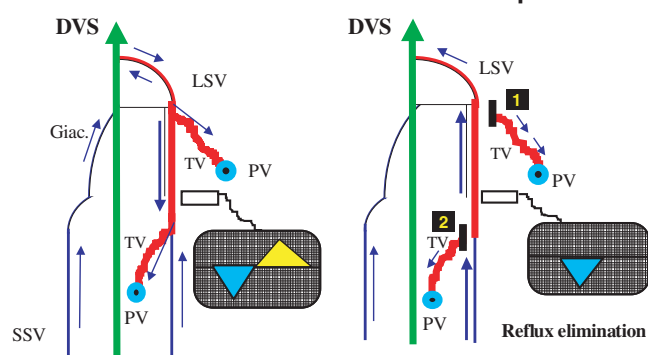 DVS
LSV
Giac.
TV
PV
TV
PV
SSV
DVS
LSV
1
TV
PV
2
TV
PV
Reflux elimination